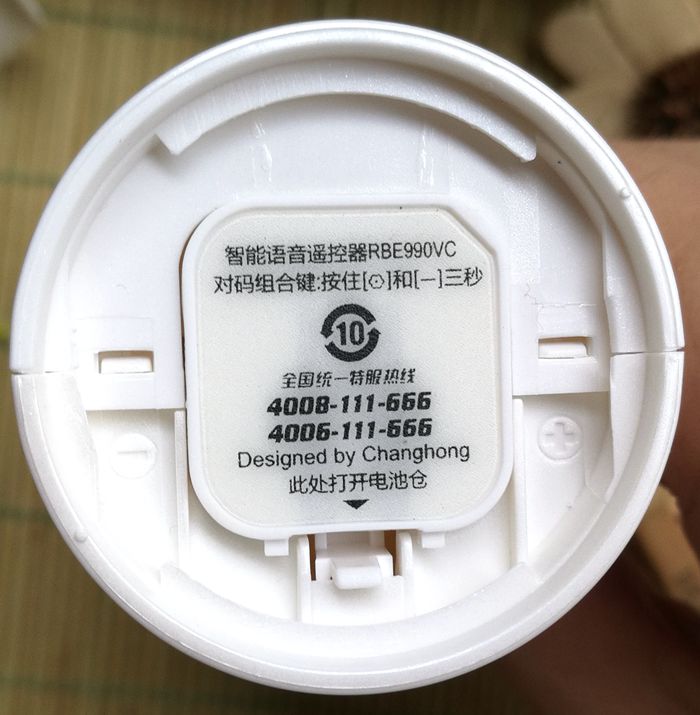 智能语音遥控器RBE990VC
对码组合键:按住[⌬]和[—]三秒
10
全国统一特服热线
4008-111-666
4006-111-666
Designed by Changhong
此处打开电池仓